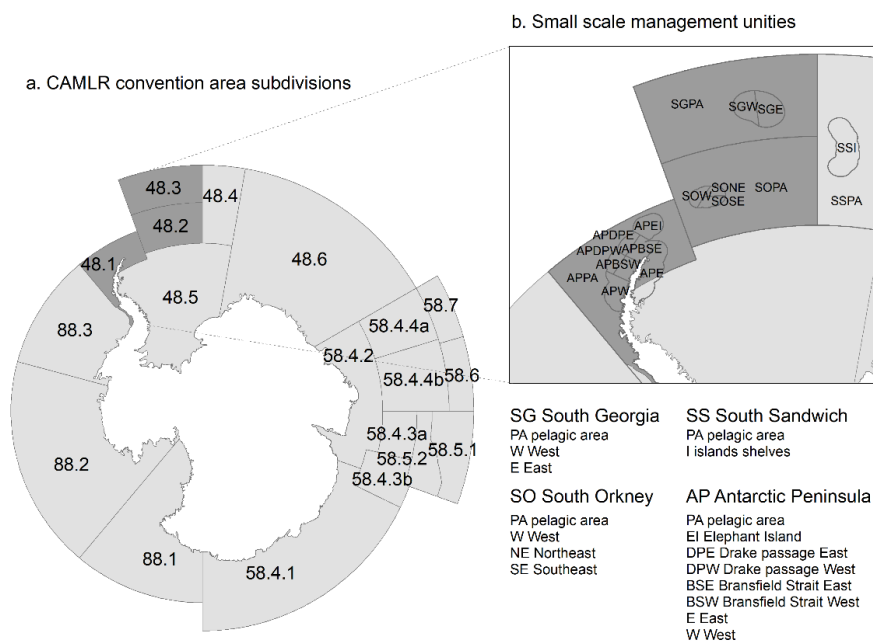 b. Small scale management unities
a. CAMLR convention area subdivisions
48.3
48.4
48.2
48.1
48.6
48.5
58.7
88.3
58.4.4a
58.4.2
58.4.4b
58.6
58.4.3a
58.5.1
88.2
58.5.2
58.4.3b
88.1
58.4.1
SGPA
SGW
SGE
SSI
SOW
SONE
SOSE
SOPA
SSPA
APEI
APDPE
APDPW
APBSE
APBSW
APPA
APE
APW
SG South Georgia
PA pelagic area
W West
E East
SS South Sandwich
PA pelagic area
I islands shelves
SO South Orkney
PA pelagic area
W West
NE Northeast
SE Southeast
AP Antarctic Peninsula
PA pelagic area
EI Elephant Island
DPE Drake passage East
DPW Drake passage West
BSE Bransfield Strait East
BSW Bransfield Strait West
E East
W West